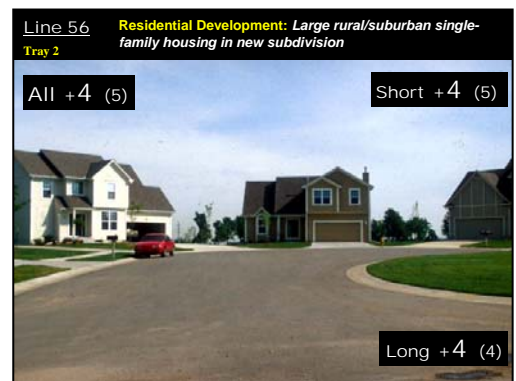 Line 56
Tray 2
Residential Development: Large rural/suburban single-
family housing in new subdivision
All +4 (5)
Short +4 (5)
Long +4 (4)